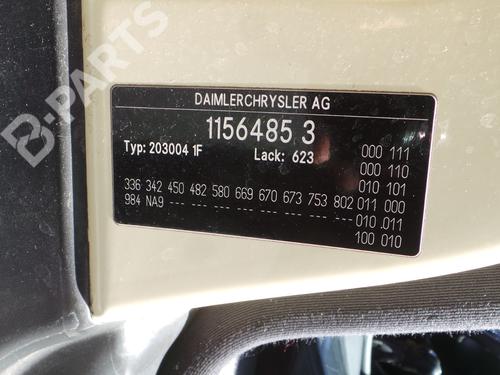 B-PARTS
DAIMLERCHRYSLER AG
1156485 3
Typ: 203004 1F Lack: 623 000 111
000 110
010 101
336 342 450 482 580 669 670 673 753 802 011 000
984 NA9 --- --- --- --- --- --- --- --- 010 .011
100 010